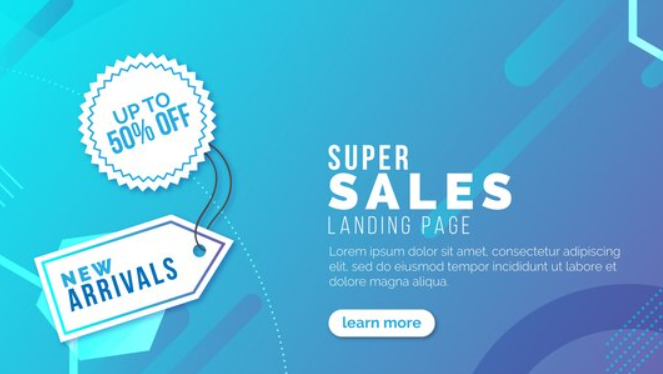 UP TO
50% OFF
NEW
ARRIVALS
SUPER
SALES
LANDING PAGE
Lorem ipsum dolor sit amet, consectetur adipiscing
elit, sed do eiusmod tempor incididunt ut labore et
dolore magna aliqua.
learn more